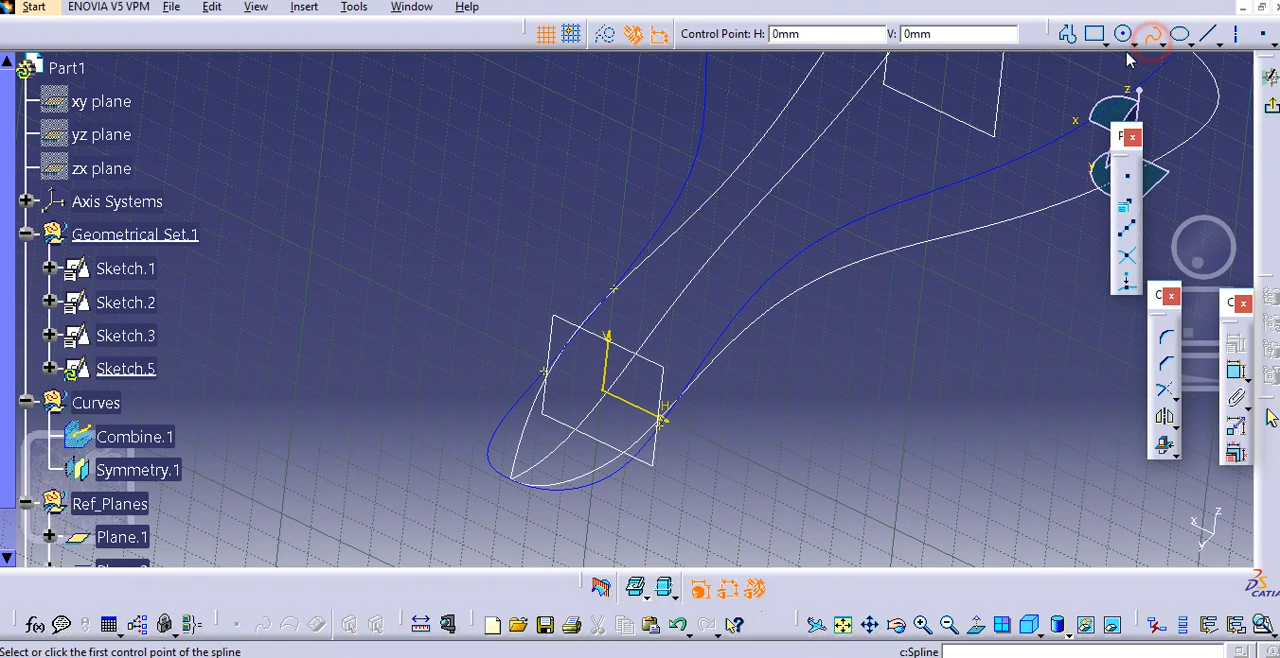 Start ENOVIA V5 VPM File Edit View Insert Tools Window Help
Control Point: H: 0mm V: 0mm
Part1
xy plane
yz plane
zx plane
Axis Systems
Geometrical Set.1
Sketch.1
Sketch.2
Sketch.3
Sketch.5
Curves
Combine.1
Symmetry.1
Ref_Planes
Plane.1
z
x
y
V
H
P
C
C
x z
y
CATIA
f(x)
Select or click the first control point of the spline
c:Spline